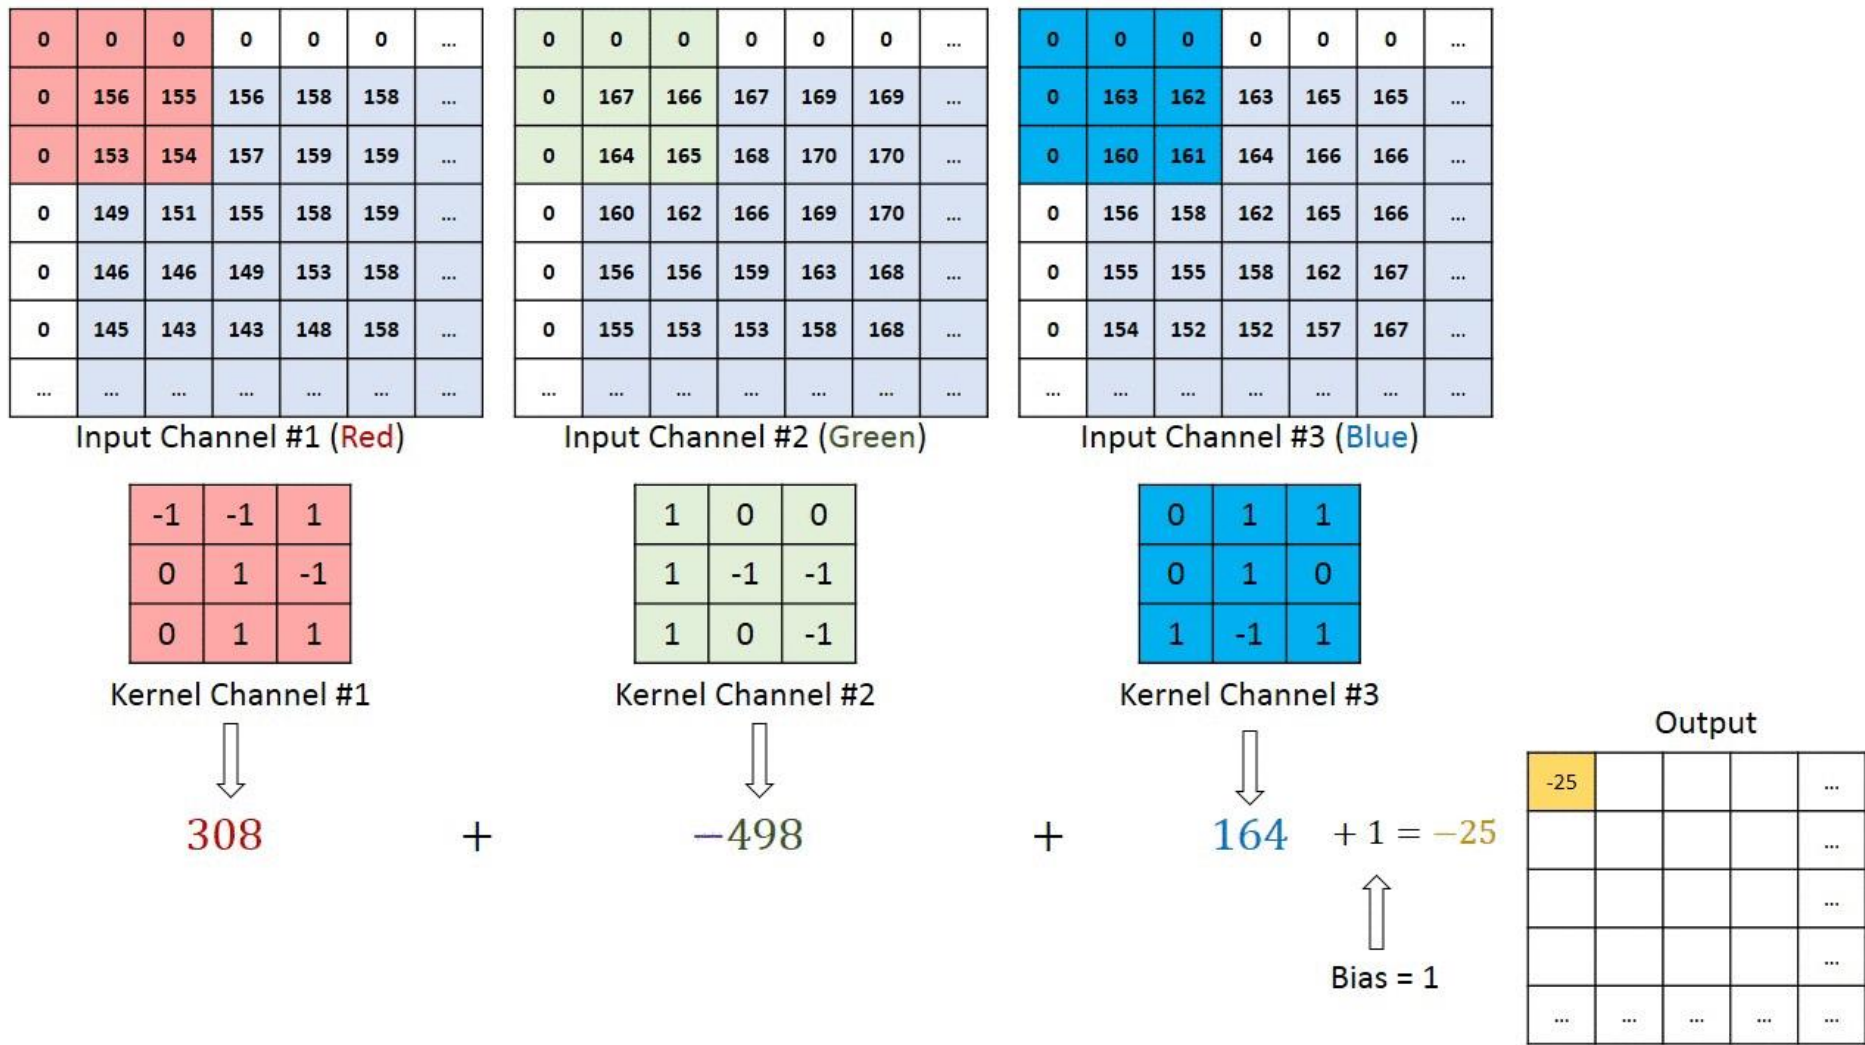 0 0 0 0 0 0 ...
0 156 155 156 158 158 ...
0 153 154 157 159 159 ...
0 149 151 155 158 159 ...
0 146 146 149 153 158 ...
0 145 143 143 148 158 ...
... ... ... ... ... ... ...
Input Channel #1 (Red)
0 0 0 0 0 0 ...
0 167 166 167 169 169 ...
0 164 165 168 170 170 ...
0 160 162 166 169 170 ...
0 156 156 159 163 168 ...
0 155 153 153 158 168 ...
... ... ... ... ... ... ...
Input Channel #2 (Green)
0 0 0 0 0 0 ...
0 163 162 163 165 165 ...
0 160 161 164 166 166 ...
0 156 158 162 165 166 ...
0 155 155 158 162 167 ...
0 154 152 152 157 167 ...
... ... ... ... ... ... ...
Input Channel #3 (Blue)
-1 -1 1
0 1 -1
0 1 1
Kernel Channel #1
1 0 0
1 -1 -1
1 0 -1
Kernel Channel #2
0 1 1
0 1 0
1 -1 1
Kernel Channel #3
308 + −498 + 164 + 1 = −25
Bias = 1
Output
-25 ...
...
...
...
... ... ... ... ...